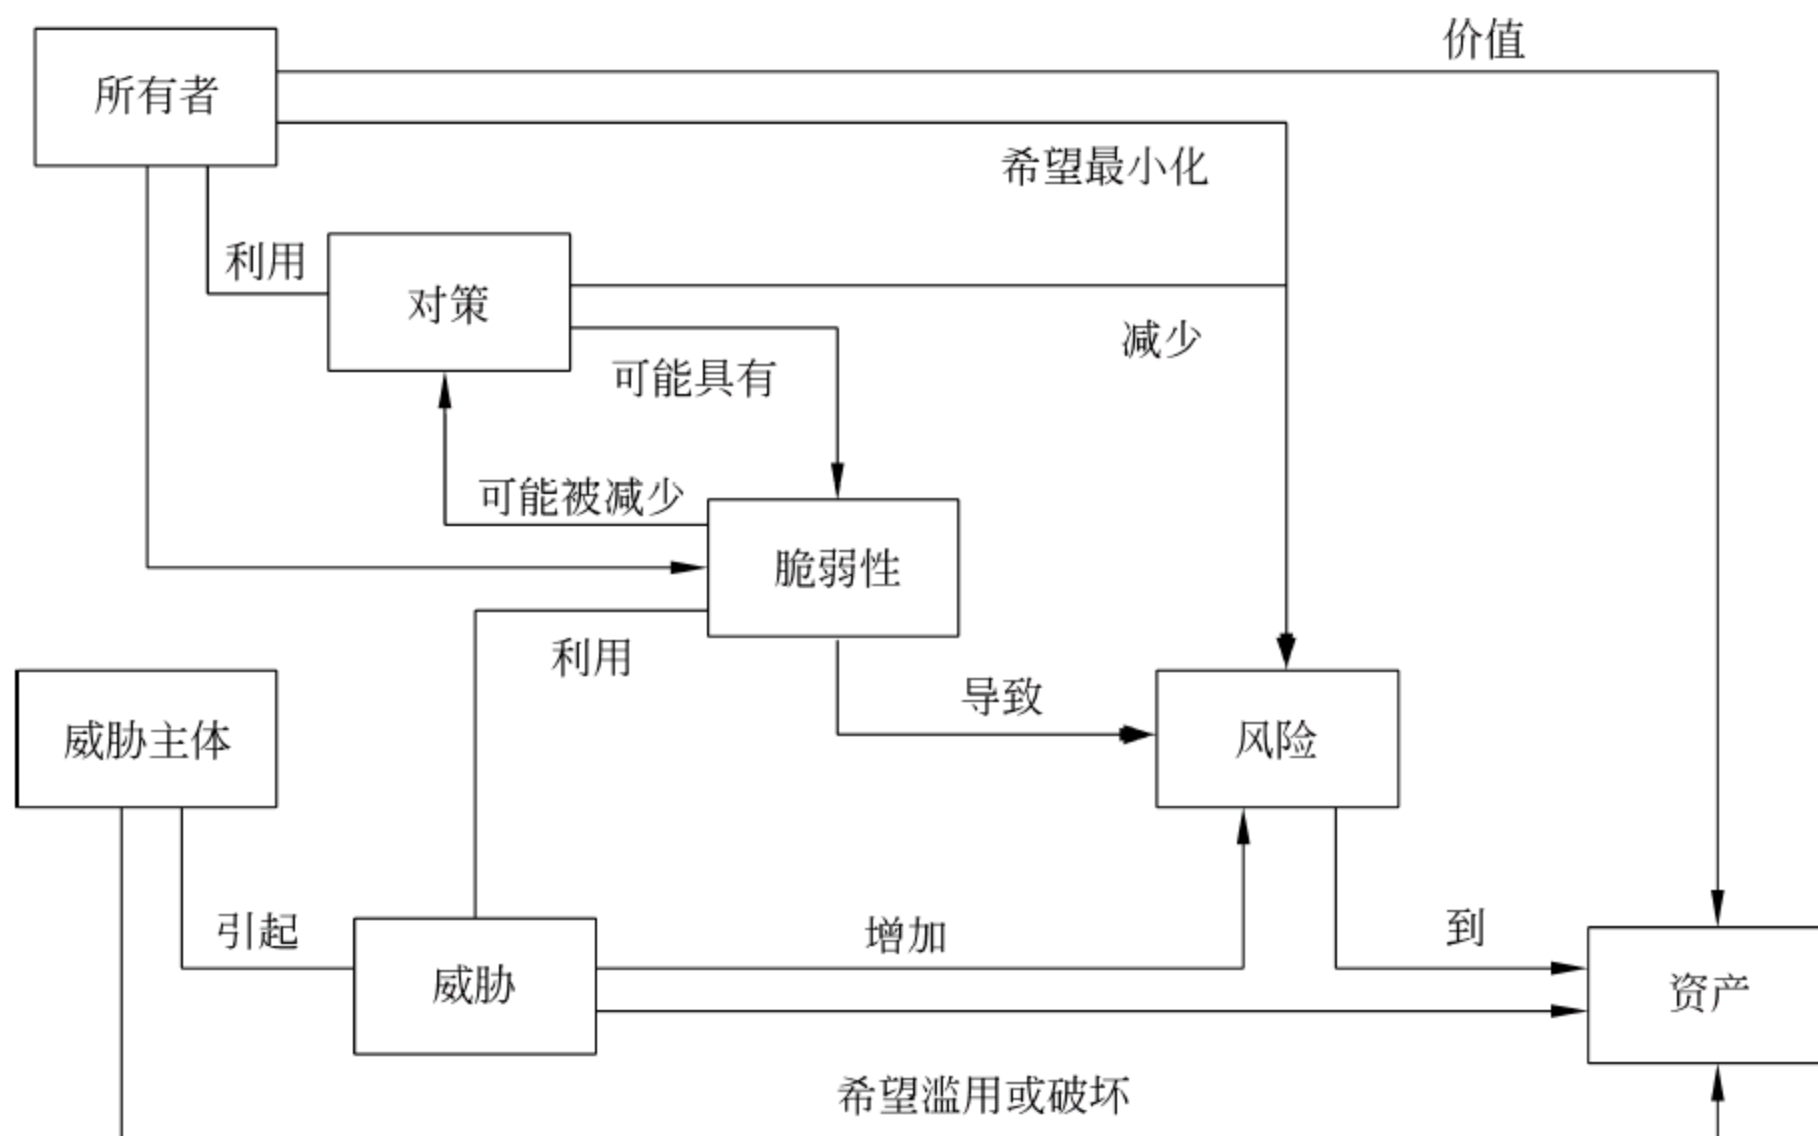 价值
所有者
希望最小化
利用
对策
减少
可能具有
可能被减少
脆弱性
利用
导致
威胁主体
风险
引起
增加
到
威胁
资产
希望滥用或破坏